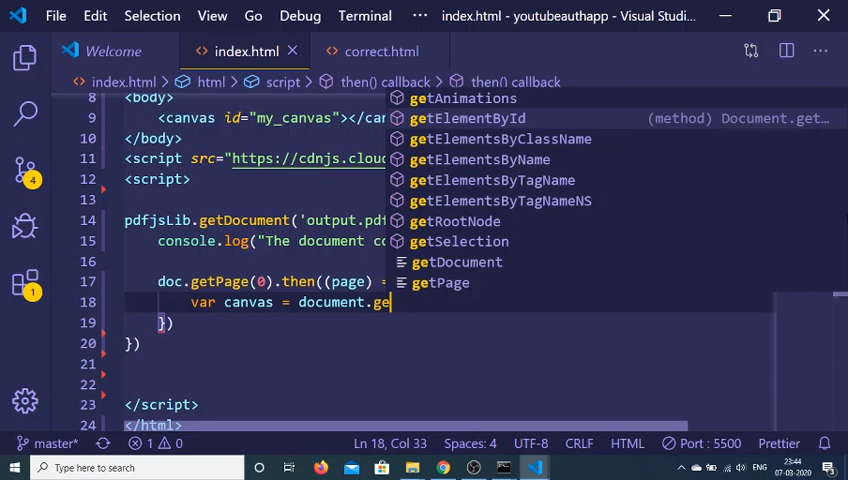 File Edit Selection View Go Debug Terminal ··· index.html - youtubeauthapp - Visual Studi...
Welcome index.html correct.html
index.html > html > script > then() callback > then() callback
8 <body>
9 <canvas id="my_canvas"></can
10 </body>
11 <script src="https://cdnjs.cloud
12 <script>
13
14 pdfjsLib.getDocument('output.pdf
15 console.log("The document co
16
17 doc.getPage(0).then((page) =
18 var canvas = document.ge
19 })
20 })
21
22
23 </script>
24 </html>
getAnimations
getElementById (method) Document.get...
getElementsByClassName
getElementsByName
getElementsByTagName
getElementsByTagNameNS
getRootNode
getSelection
getDocument
getPage
4
1
master* 1 0 Ln 18, Col 33 Spaces: 4 UTF-8 CRLF HTML Port : 5500 Prettier
Type here to search ENG 23:44
07-03-2020